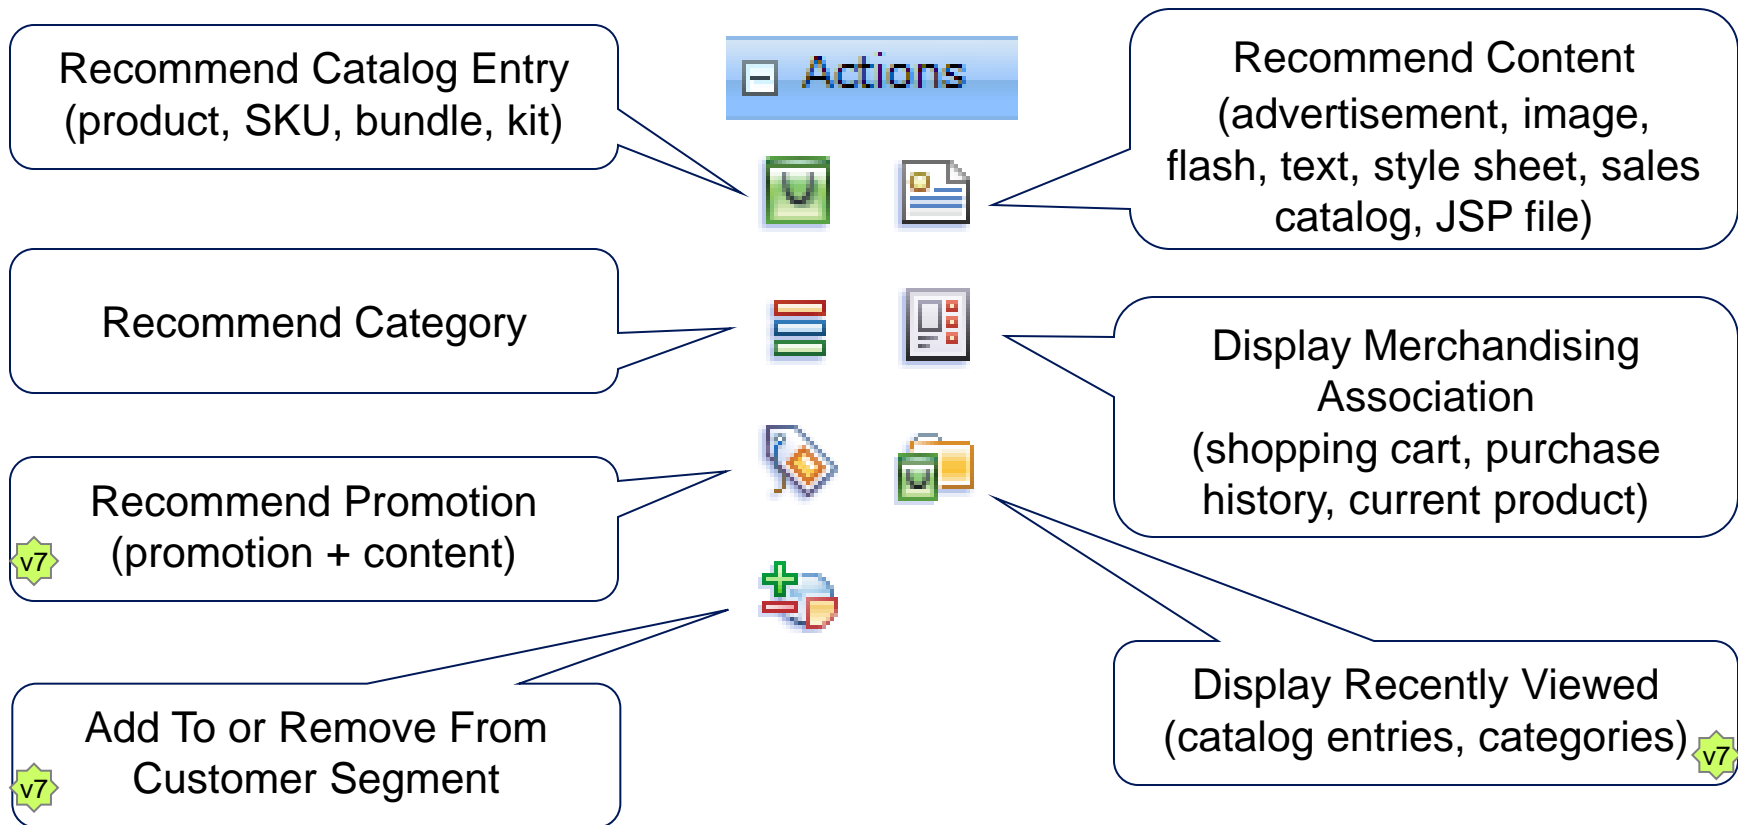 Recommend Catalog Entry
(product, SKU, bundle, kit)
Actions
Recommend Content
(advertisement, image,
flash, text, style sheet, sales
catalog, JSP file)
Recommend Category
Display Merchandising
Association
(shopping cart, purchase
history, current product)
Recommend Promotion
(promotion + content)
v7
Add To or Remove From
Customer Segment
v7
Display Recently Viewed
(catalog entries, categories)
v7